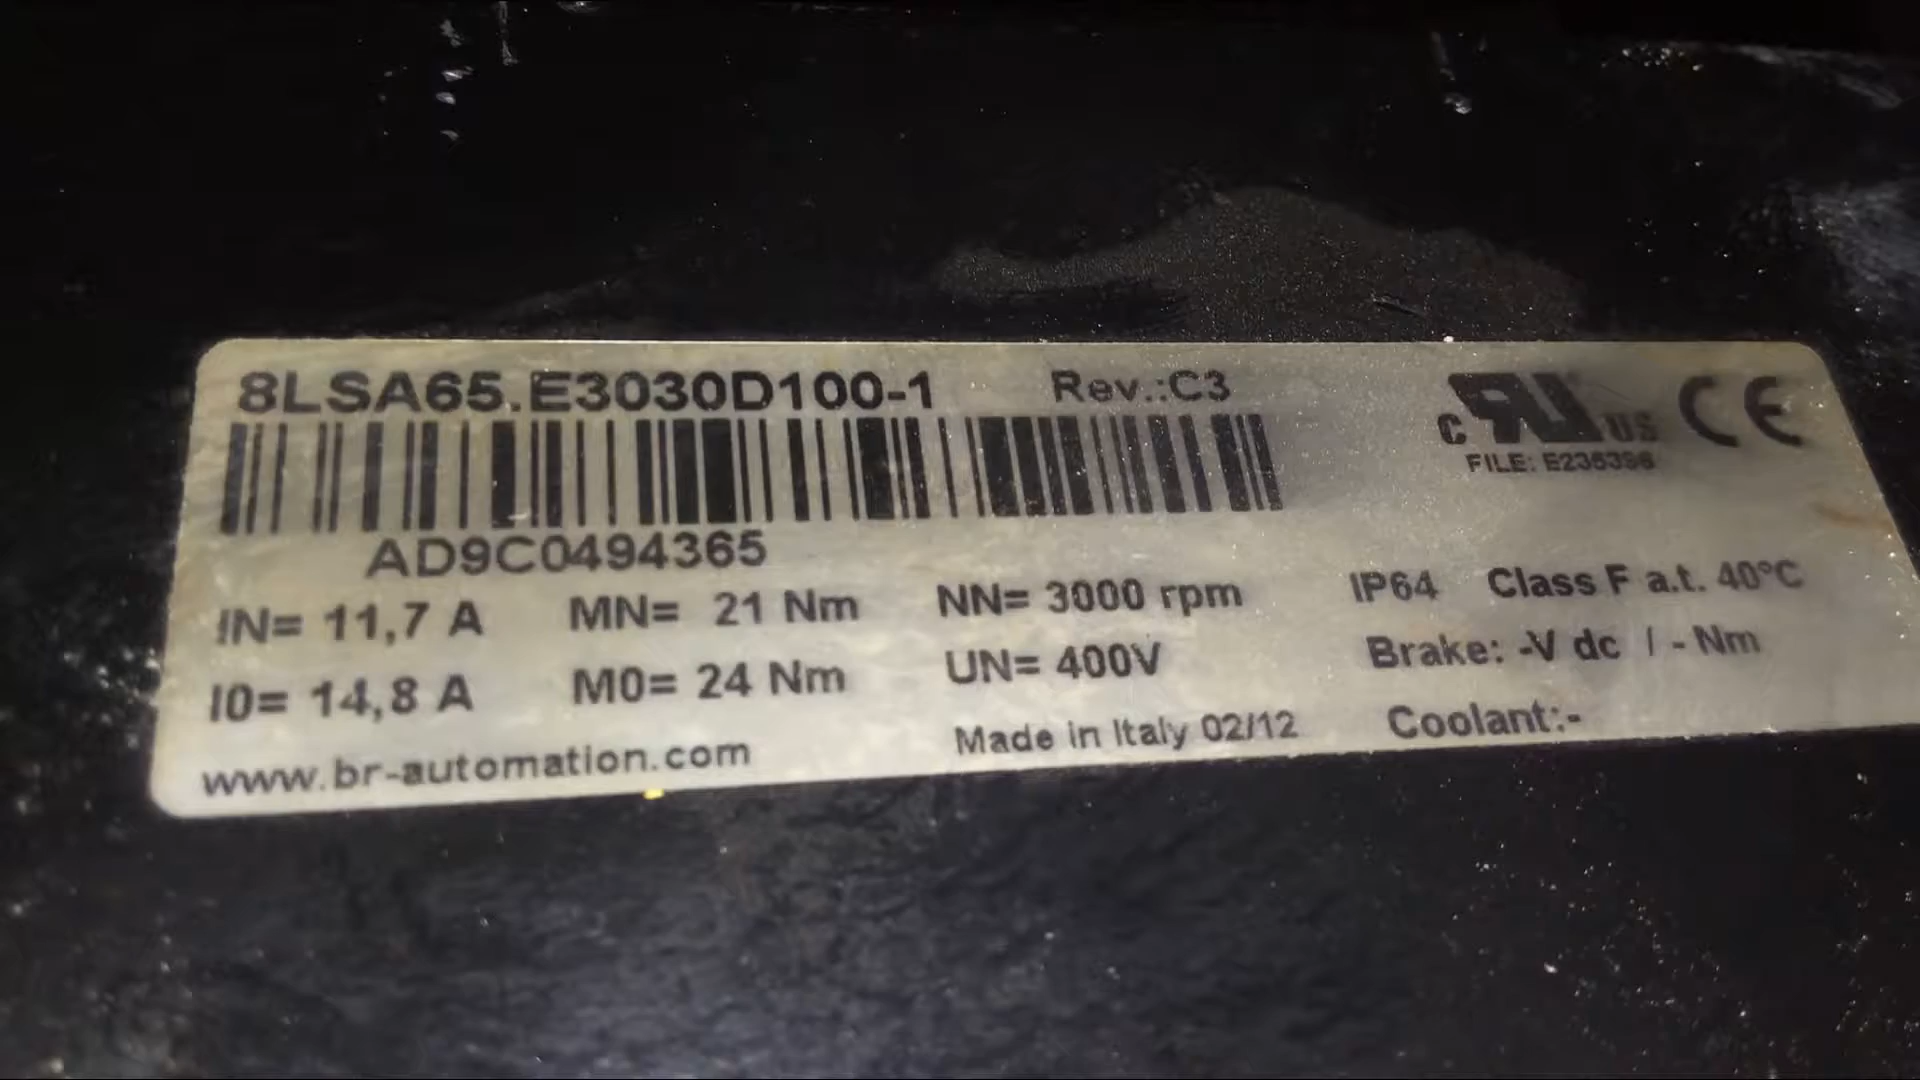 8LSA65.E3030D100-1 Rev.:C3
c RU US CE
FILE: E235396
AD9C0494365
IN= 11,7 A MN= 21 Nm NN= 3000 rpm IP64 Class F a.t. 40°C
I0= 14,8 A M0= 24 Nm UN= 400V Brake: -V dc / - Nm
www.br-automation.com Made in Italy 02/12 Coolant:-